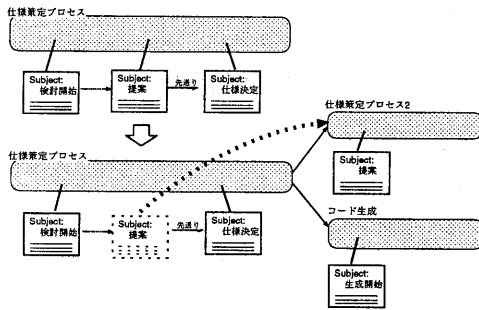 仕様策定プロセス
Subject:
検討開始
Subject:
提案
先送り
Subject:
仕様決定
仕様策定プロセス
Subject:
検討開始
Subject:
提案
先送り
Subject:
仕様決定
仕様策定プロセス2
Subject:
提案
コード生成
Subject:
生成開始